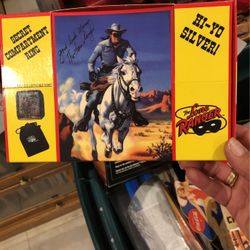 SECRET
COMPARTMENT
RING
HI-YO
SILVER!
The LONE
RANGER